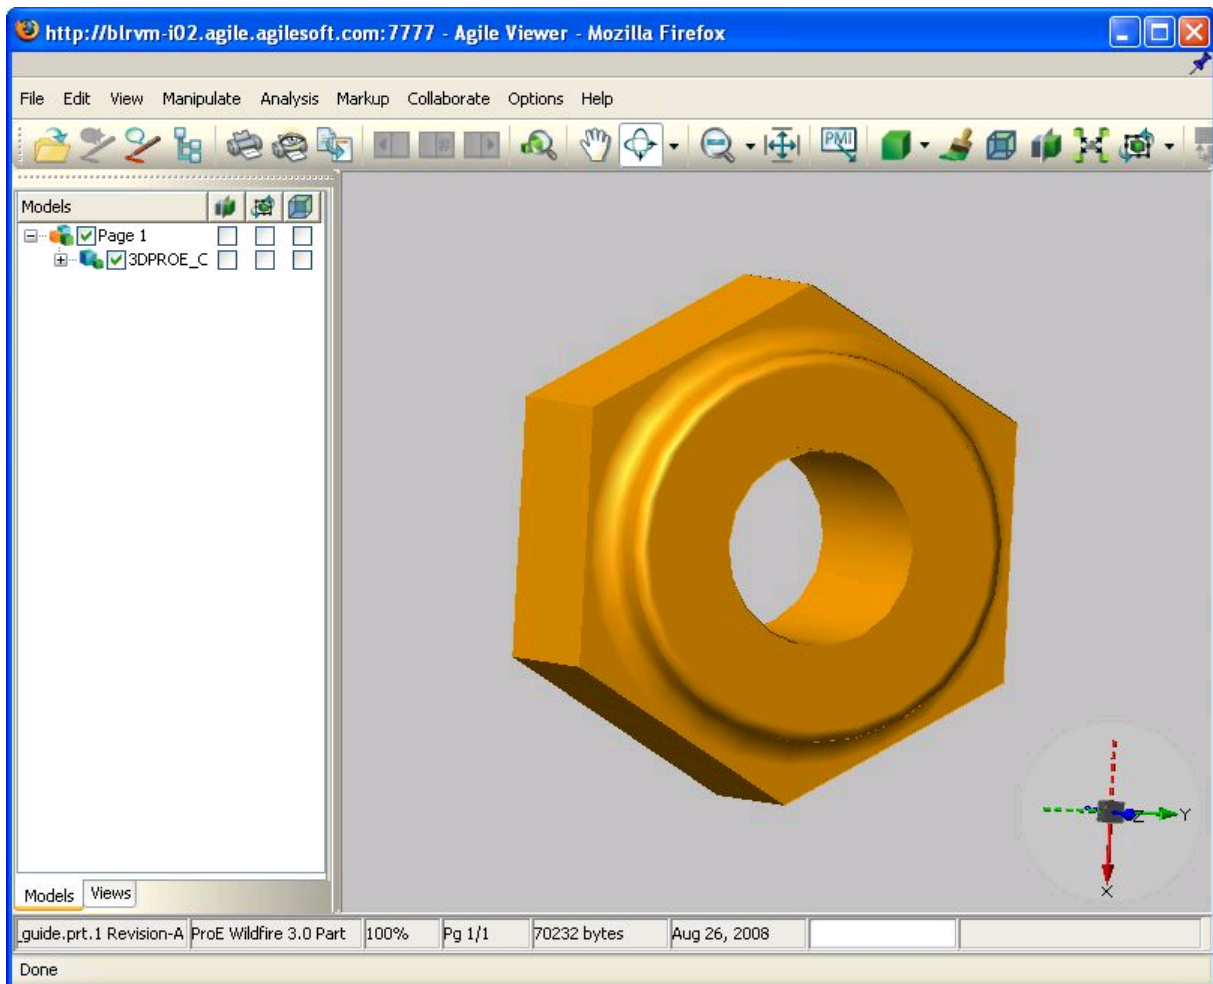 http://blrvm-i02.agile.agilesoft.com:7777 - Agile Viewer - Mozilla Firefox
File Edit View Manipulate Analysis Markup Collaborate Options Help
PMI
Models
Page 1
3DPROE_C
Z Y
X
Models Views
_guide.prt.1 Revision-A ProE Wildfire 3.0 Part 100% Pg 1/1 70232 bytes Aug 26, 2008
Done